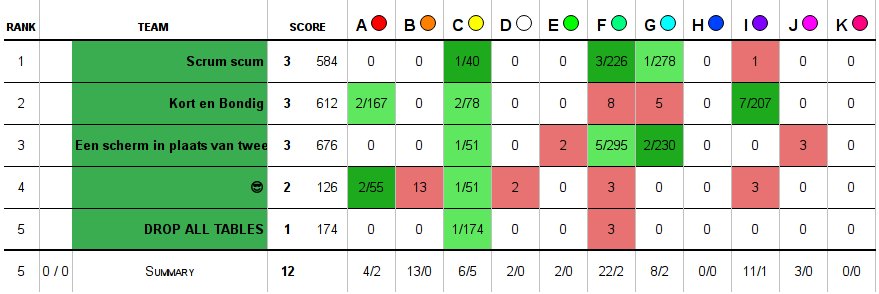 RANK TEAM SCORE A B C D E F G H I J K
1 Scrum scum 3 584 0 0 1/40 0 0 3/226 1/278 0 1 0 0
2 Kort en Bondig 3 612 2/167 0 2/78 0 0 8 5 0 7/207 0 0
3 Een scherm in plaats van twee 3 676 0 0 1/51 0 2 5/295 2/230 0 0 3 0
4 😎 2 126 2/55 13 1/51 2 0 3 0 0 3 0 0
5 DROP ALL TABLES 1 174 0 0 1/174 0 0 3 0 0 0 0 0
5 0 / 0 SUMMARY 12 4/2 13/0 6/5 2/0 2/0 22/2 8/2 0/0 11/1 3/0 0/0